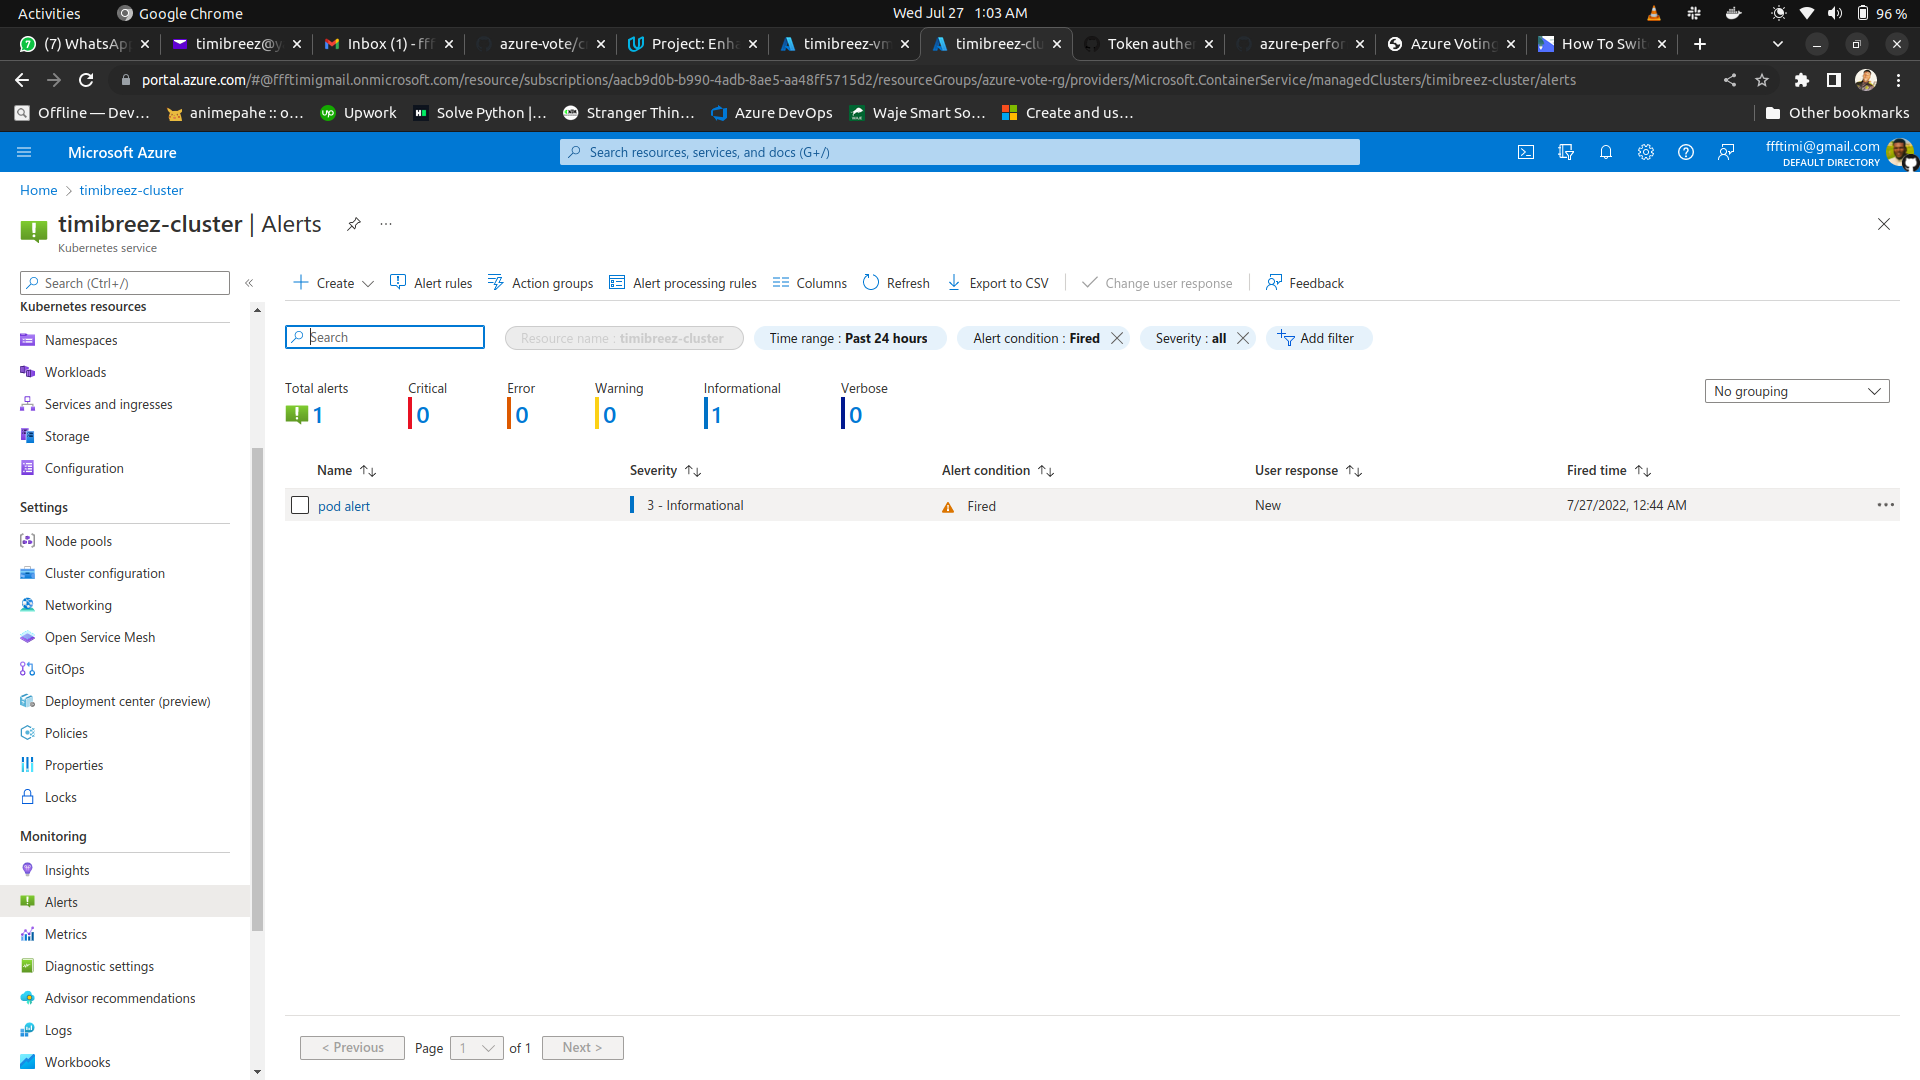 Activities
Google Chrome
Wed Jul 27 1:03 AM
96 %
(7) WhatsApp
timibreez@y
Inbox (1) - fff
azure-vote/c
Project: Enha
timibreez-vm
timibreez-clu
Token authen
azure-perfor
Azure Voting
How To Swit
portal.azure.com/#@ffftimigmail.onmicrosoft.com/resource/subscriptions/aacb9d0b-b990-4adb-8ae5-aa48ff5715d2/resourceGroups/azure-vote-rg/providers/Microsoft.ContainerService/managedClusters/timibreez-cluster/alerts
Offline — Dev…
animepahe :: o…
Upwork
Solve Python |…
Stranger Thin…
Azure DevOps
Waje Smart So…
Create and us…
Other bookmarks
Microsoft Azure
Search resources, services, and docs (G+/)
ffftimi@gmail.com
DEFAULT DIRECTORY
Home > timibreez-cluster
timibreez-cluster | Alerts
Kubernetes service
Search (Ctrl+/)
Create
Alert rules
Action groups
Alert processing rules
Columns
Refresh
Export to CSV
Change user response
Feedback
Kubernetes resources
Namespaces
Workloads
Services and ingresses
Storage
Configuration
Settings
Node pools
Cluster configuration
Networking
Open Service Mesh
GitOps
Deployment center (preview)
Policies
Properties
Locks
Monitoring
Insights
Alerts
Metrics
Diagnostic settings
Advisor recommendations
Logs
Workbooks
Search
Resource name : timibreez-cluster
Time range : Past 24 hours
Alert condition : Fired
Severity : all
Add filter
Total alerts
1
Critical
0
Error
0
Warning
0
Informational
1
Verbose
0
No grouping
Name
Severity
Alert condition
User response
Fired time
pod alert
3 - Informational
Fired
New
7/27/2022, 12:44 AM
< Previous
Page
1
of 1
Next >